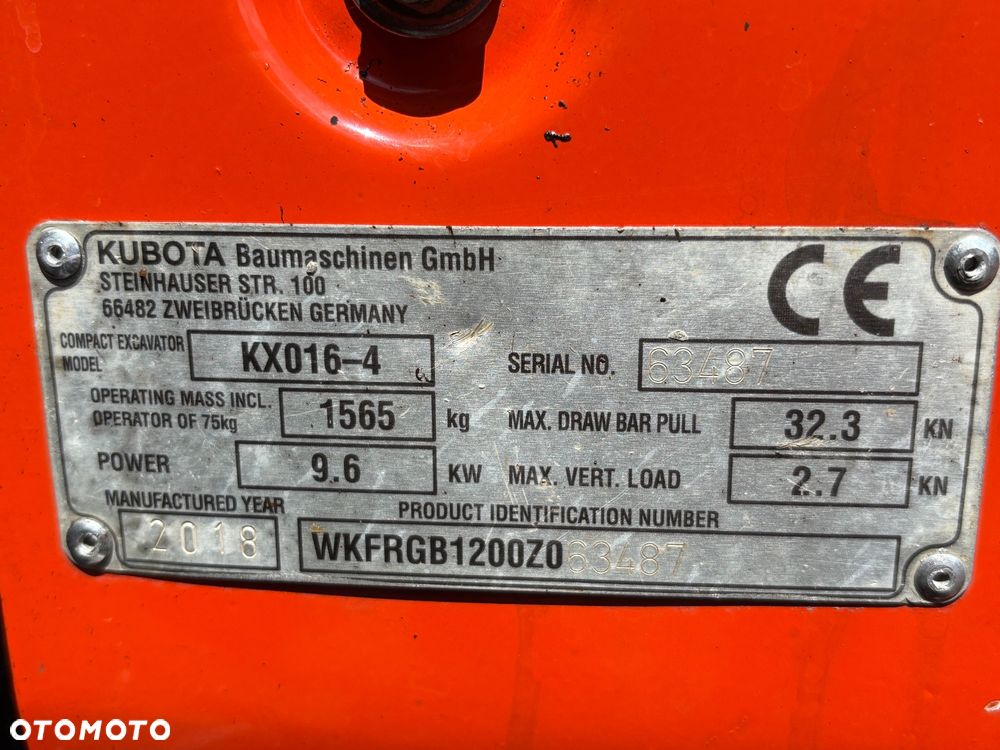 KUBOTA Baumaschinen GmbH
STEINHAUSER STR. 100
66482 ZWEIBRÜCKEN GERMANY
CE
COMPACT EXCAVATOR MODEL KX016-4
SERIAL NO. 63487
OPERATING MASS INCL. OPERATOR OF 75kg 1565 kg
MAX. DRAW BAR PULL 32.3 KN
POWER 9.6 KW
MAX. VERT. LOAD 2.7 KN
MANUFACTURED YEAR 2018
PRODUCT IDENTIFICATION NUMBER
WKFRGB1200Z063487
OTOMOTO